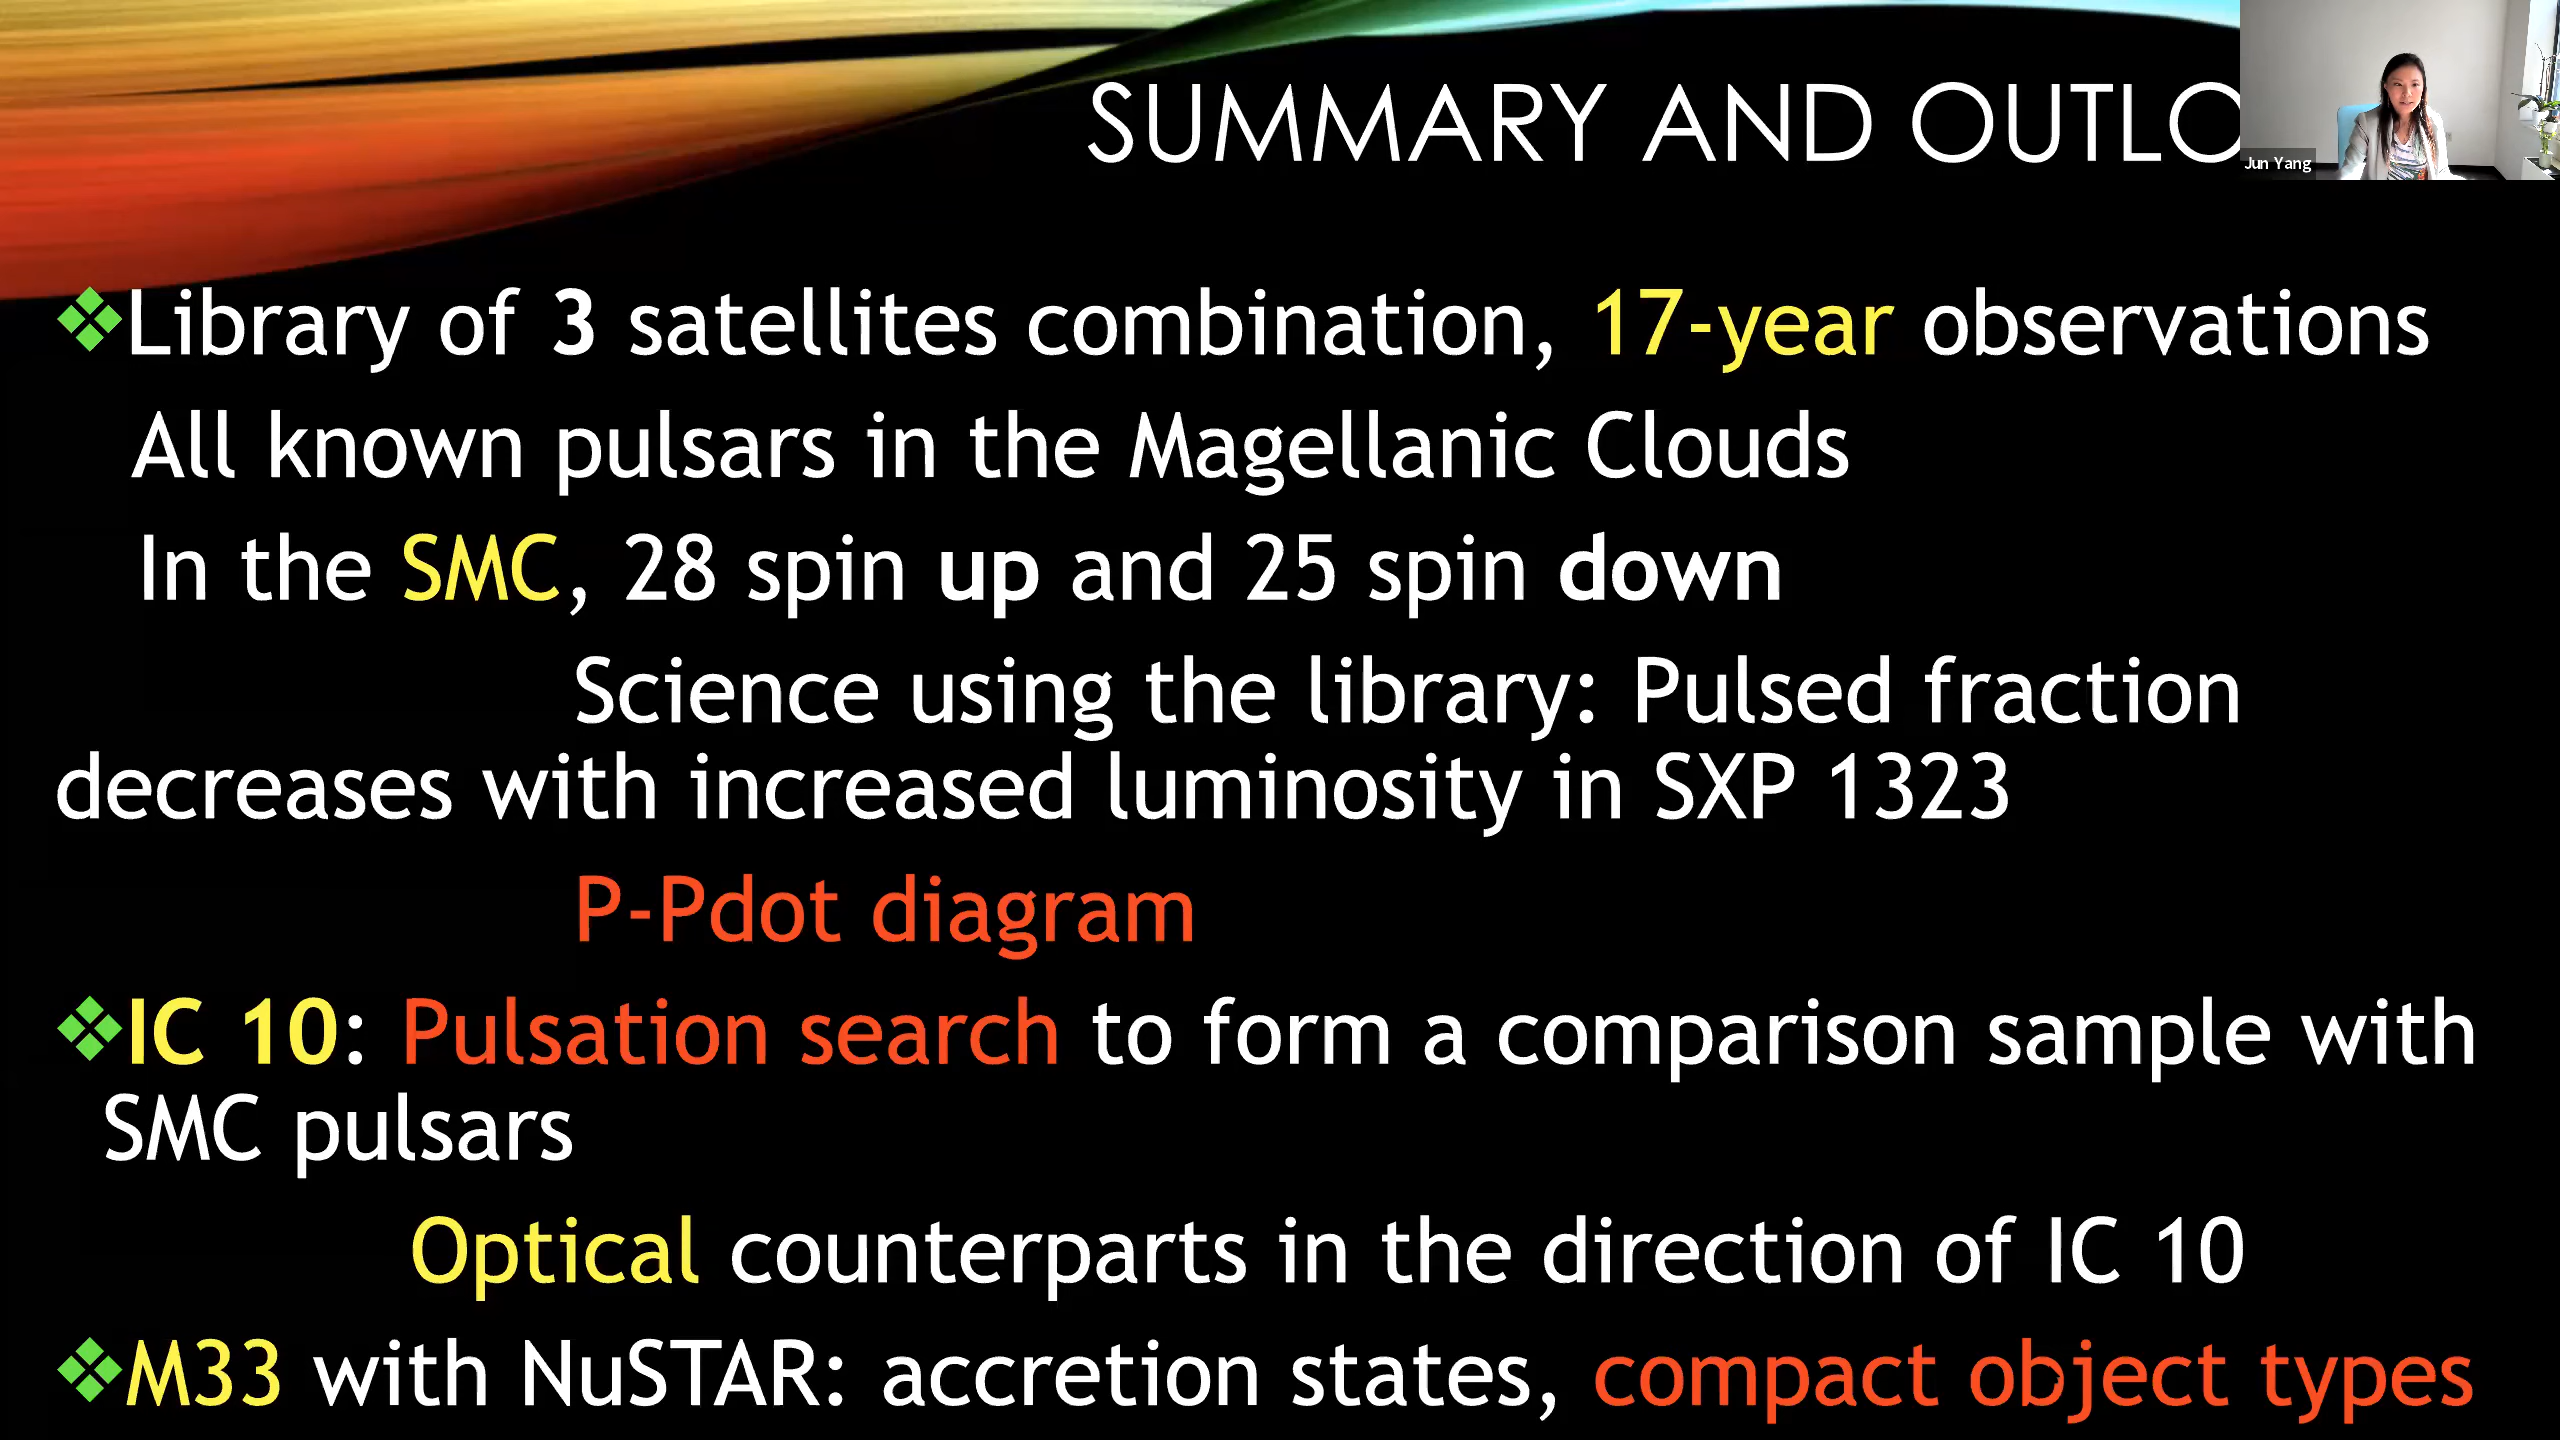 SUMMARY AND OUTLO
Jun Yang
❖Library of 3 satellites combination, 17-year observations
All known pulsars in the Magellanic Clouds
In the SMC, 28 spin up and 25 spin down
Science using the library: Pulsed fraction
decreases with increased luminosity in SXP 1323
P-Pdot diagram
❖IC 10: Pulsation search to form a comparison sample with
SMC pulsars
Optical counterparts in the direction of IC 10
❖M33 with NuSTAR: accretion states, compact object types